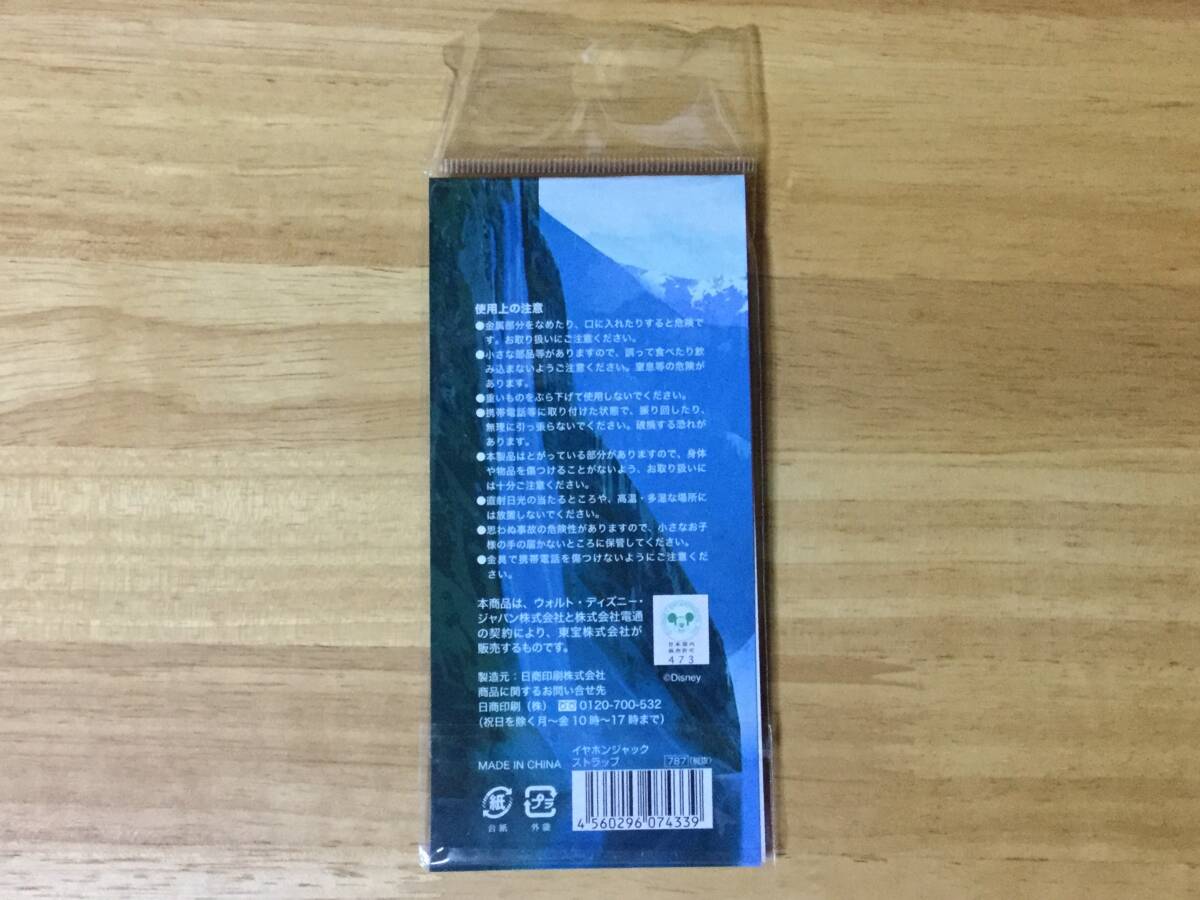 使用上の注意
●金属部分をなめたり、口に入れたりすると危険で
す。お取り扱いにご注意ください。
●小さな部品等がありますので、誤って食べたり飲
み込まないようご注意ください。窒息等の危険が
あります。
●重いものをぶら下げて使用しないでください。
●携帯電話等に取り付けた状態で、振り回したり、
無理に引っ張らないでください。破損する恐れが
あります。
●本製品はとがっている部分がありますので、身体
や物品を傷つけることがないよう、お取り扱いに
は十分ご注意ください。
●直射日光の当たるところや、高温・多湿な場所に
は放置しないでください。
●思わぬ事故の危険性がありますので、小さなお子
様の手の届かないところに保管してください。
●金具で携帯電話を傷つけないようにご注意くだ
さい。
本商品は、ウォルト・ディズニー・
ジャパン株式会社と株式会社電通
の契約により、東宝株式会社が
販売するものです。
日本国内
販売許可
473
©Disney
製造元：日商印刷株式会社
商品に関するお問い合せ先
日商印刷（株） 0120-700-532
（祝日を除く月〜金10時〜17時まで）
イヤホンジャック
ストラップ
787（税抜）
MADE IN CHINA
紙
台紙
プラ
外袋
4560296074339